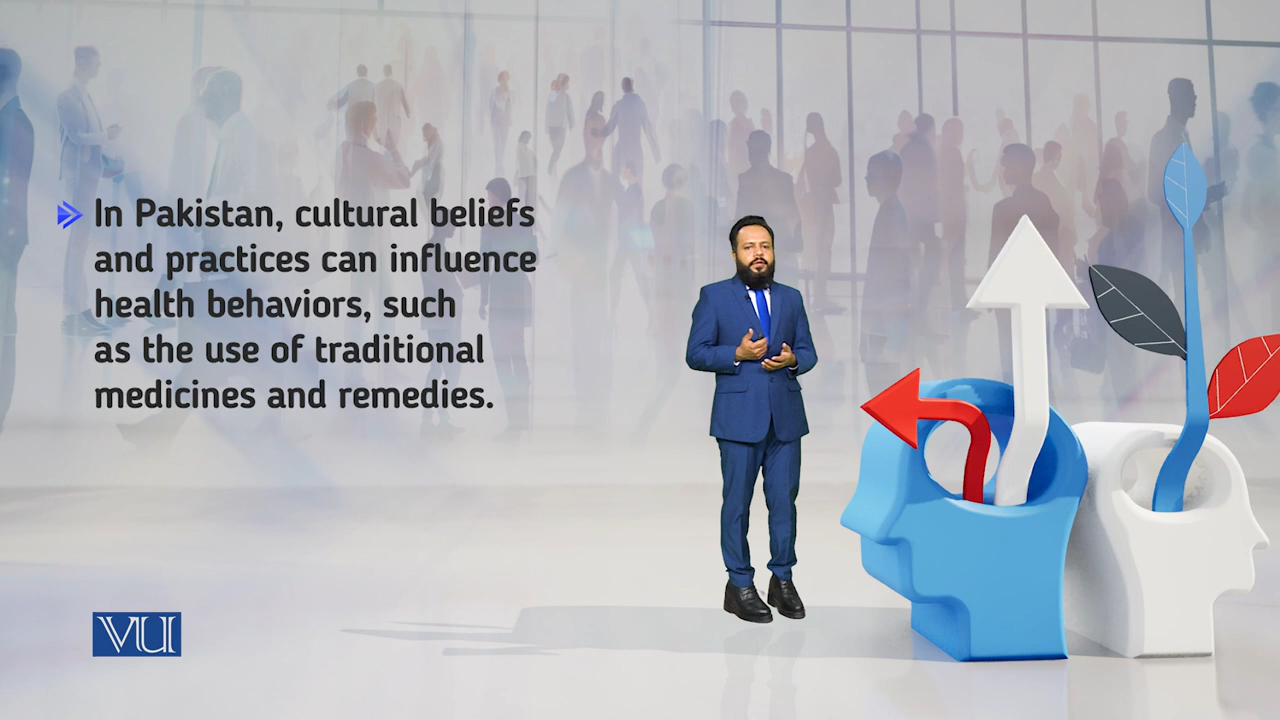 In Pakistan, cultural beliefs
and practices can influence
health behaviors, such
as the use of traditional
medicines and remedies.
VU